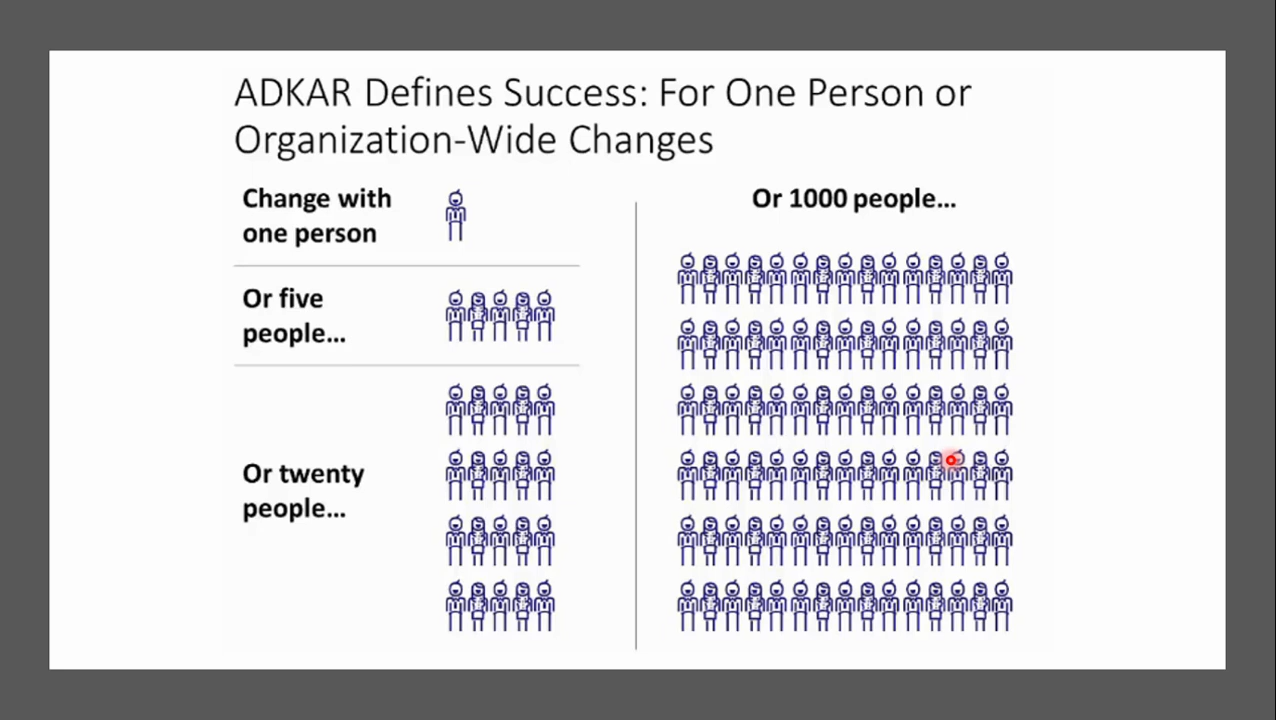 ADKAR Defines Success: For One Person or
Organization-Wide Changes
Change with
one person
Or five
people...
Or twenty
people...
Or 1000 people...